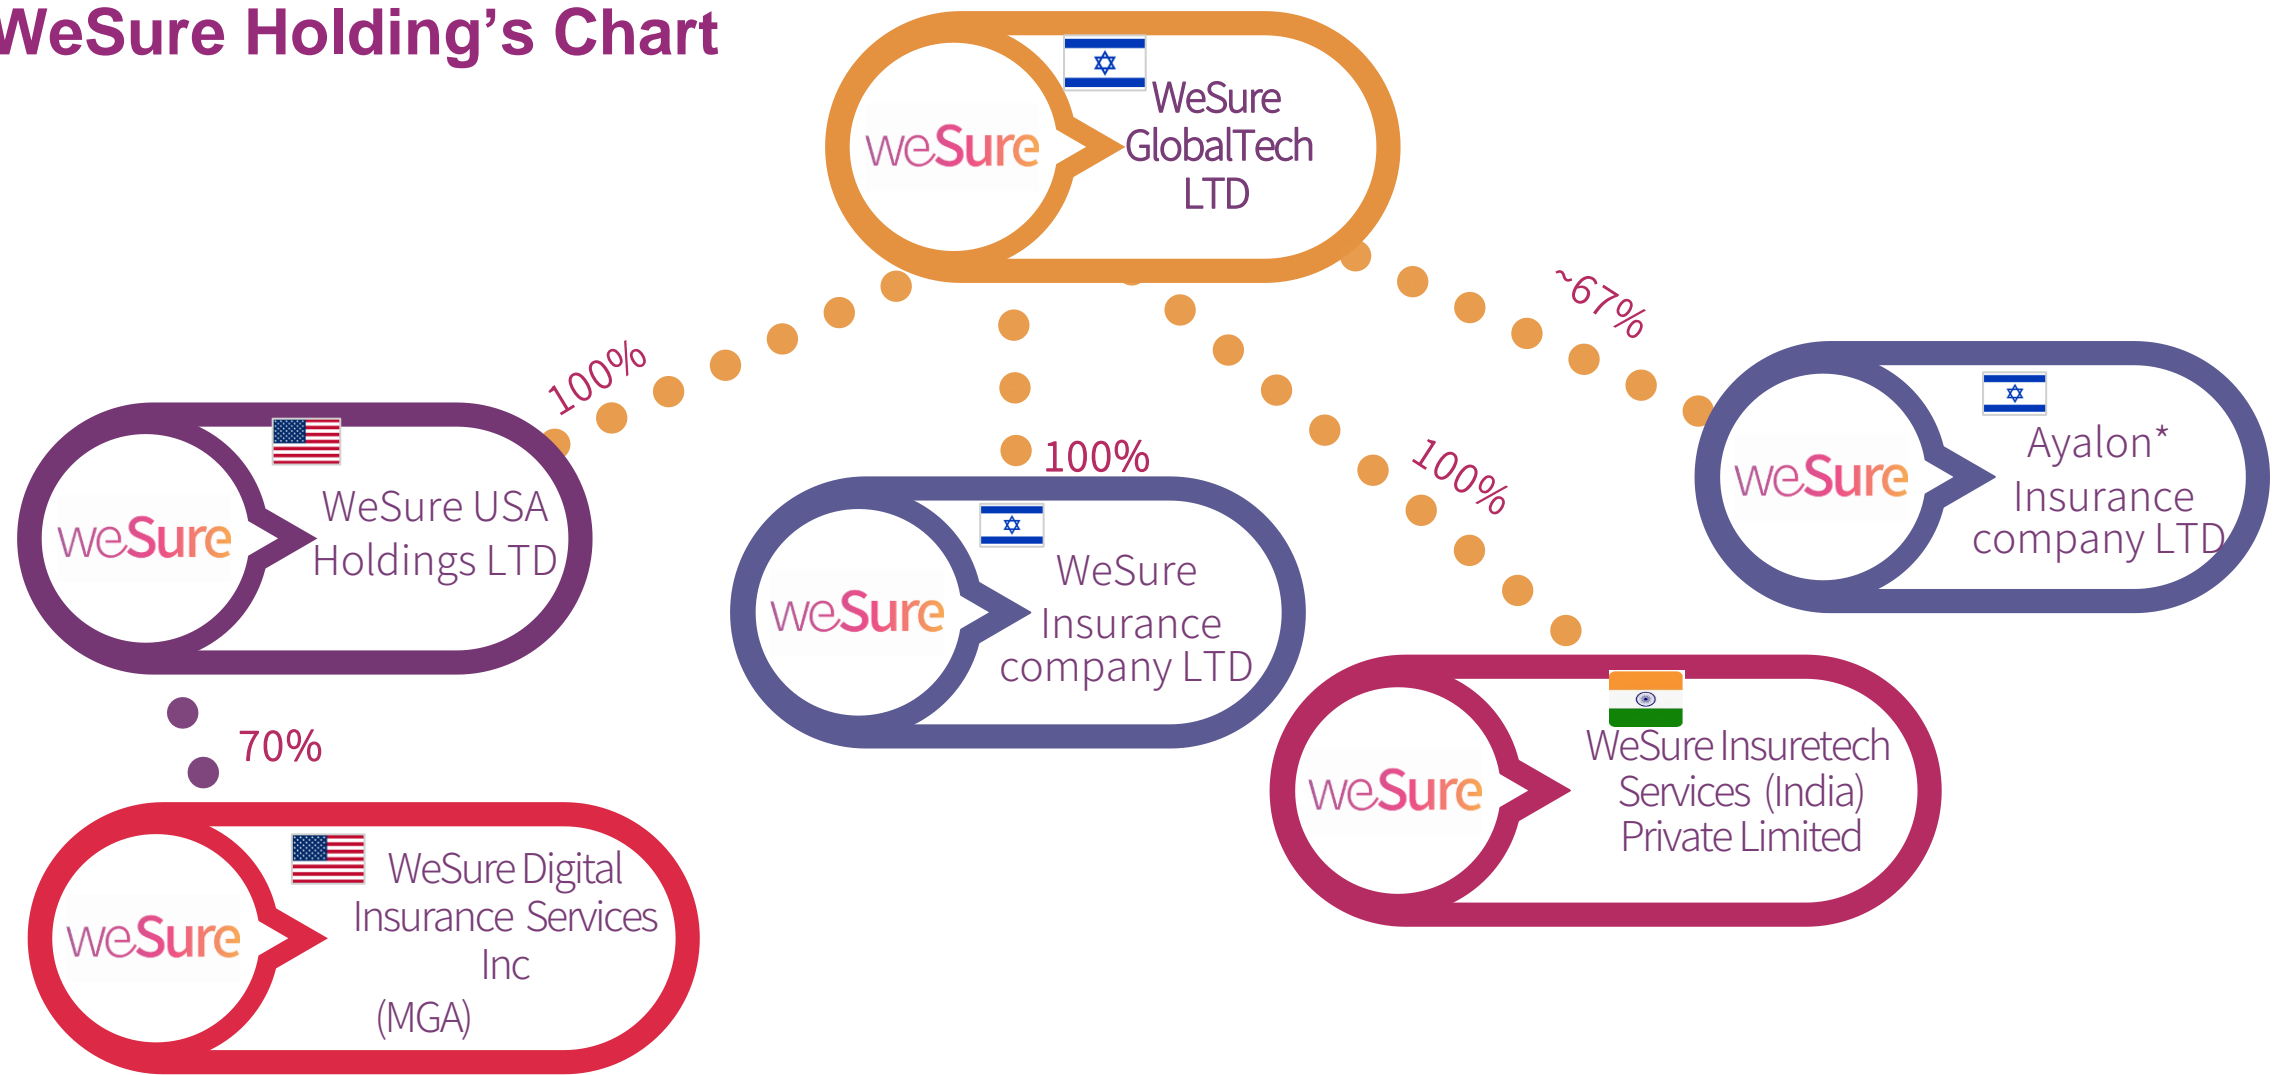 WeSure Holding’s Chart
weSure
WeSure
GlobalTech
LTD
100%
100%
100%
~67%
weSure
WeSure USA
Holdings LTD
weSure
WeSure
Insurance
company LTD
weSure
Ayalon*
Insurance
company LTD
weSure
WeSure Insuretech
Services (India)
Private Limited
70%
weSure
WeSure Digital
Insurance Services
Inc
(MGA)